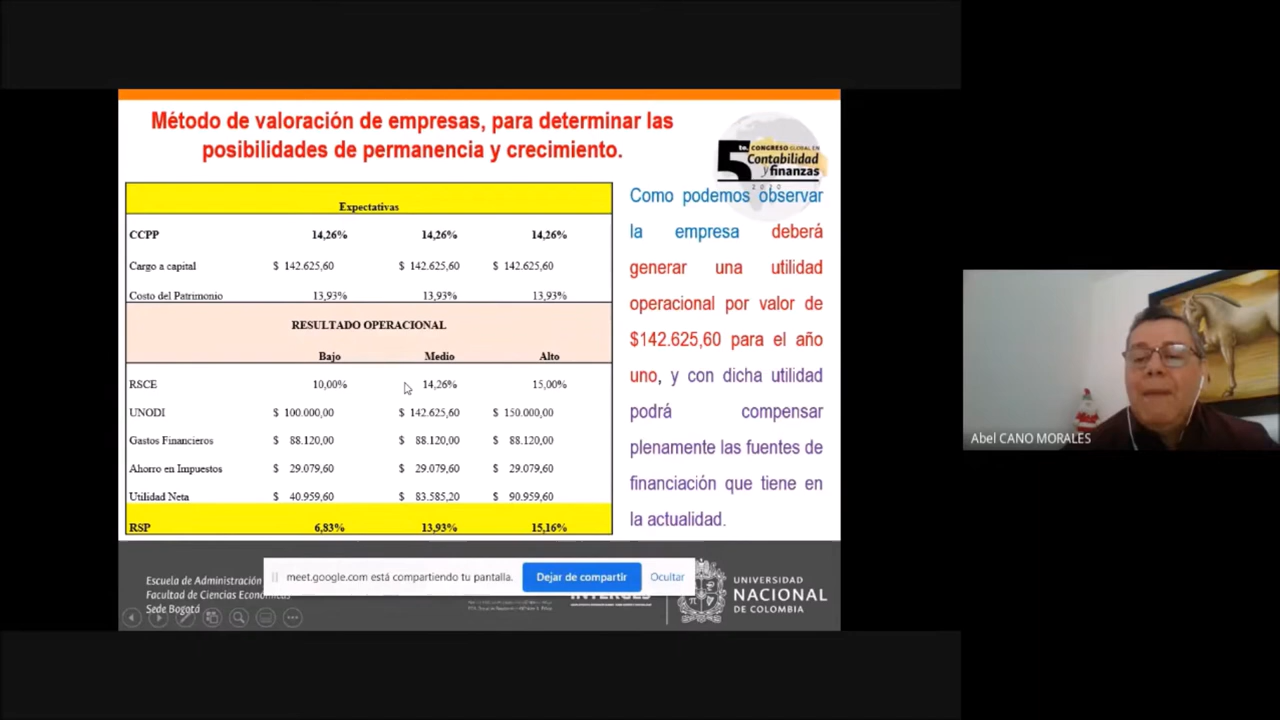 Método de valoración de empresas, para determinar las
posibilidades de permanencia y crecimiento.
5to. CONGRESO GLOBAL EN
Contabilidad
y finanzas
2020
Expectativas
CCPP 14,26% 14,26% 14,26%
Cargo a capital $ 142.625,60 $ 142.625,60 $ 142.625,60
Costo del Patrimonio 13,93% 13,93% 13,93%
RESULTADO OPERACIONAL
Bajo Medio Alto
RSCE 10,00% 14,26% 15,00%
UNODI $ 100.000,00 $ 142.625,60 $ 150.000,00
Gastos Financieros $ 88.120,00 $ 88.120,00 $ 88.120,00
Ahorro en Impuestos $ 29.079,60 $ 29.079,60 $ 29.079,60
Utilidad Neta $ 40.959,60 $ 83.585,20 $ 90.959,60
RSP 6,83% 13,93% 15,16%
Como podemos observar
la empresa deberá
generar una utilidad
operacional por valor de
$142.625,60 para el año
uno, y con dicha utilidad
podrá compensar
plenamente las fuentes de
financiación que tiene en
la actualidad.
Abel CANO MORALES
Escuela de Administración
Facultad de Ciencias Económicas
Sede Bogotá
meet.google.com está compartiendo tu pantalla.
Dejar de compartir
Ocultar
UNIVERSIDAD
NACIONAL
DE COLOMBIA